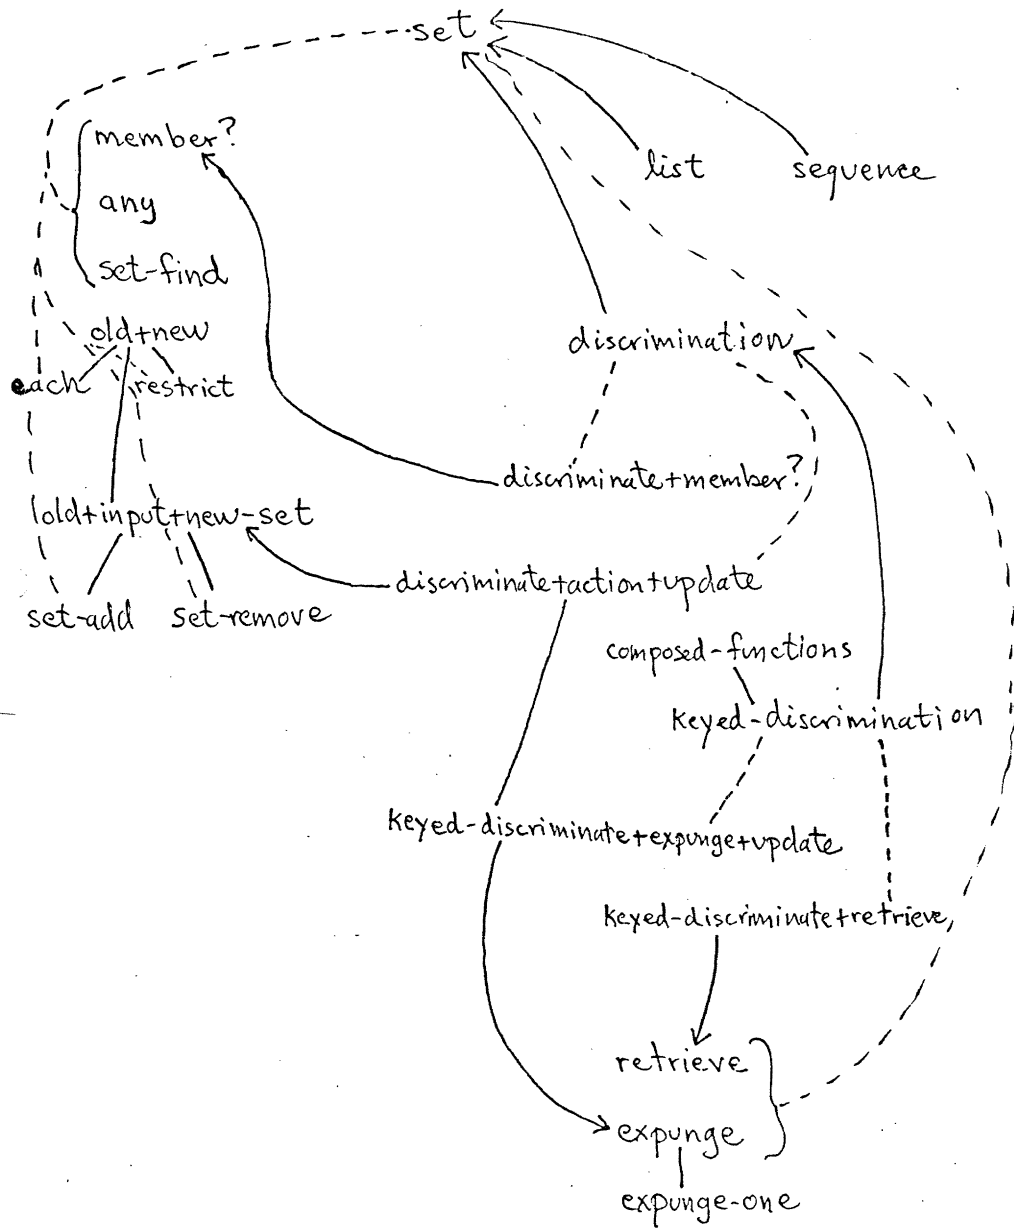 set
member?
list
sequence
any
set-find
old+new
discrimination
each
restrict
discriminate+member?
old+input+new-set
discriminate+action+update
set-add
set-remove
composed-functions
keyed-discrimination
keyed-discriminate+expunge+update
keyed-discriminate+retrieve
retrieve
expunge
expunge-one